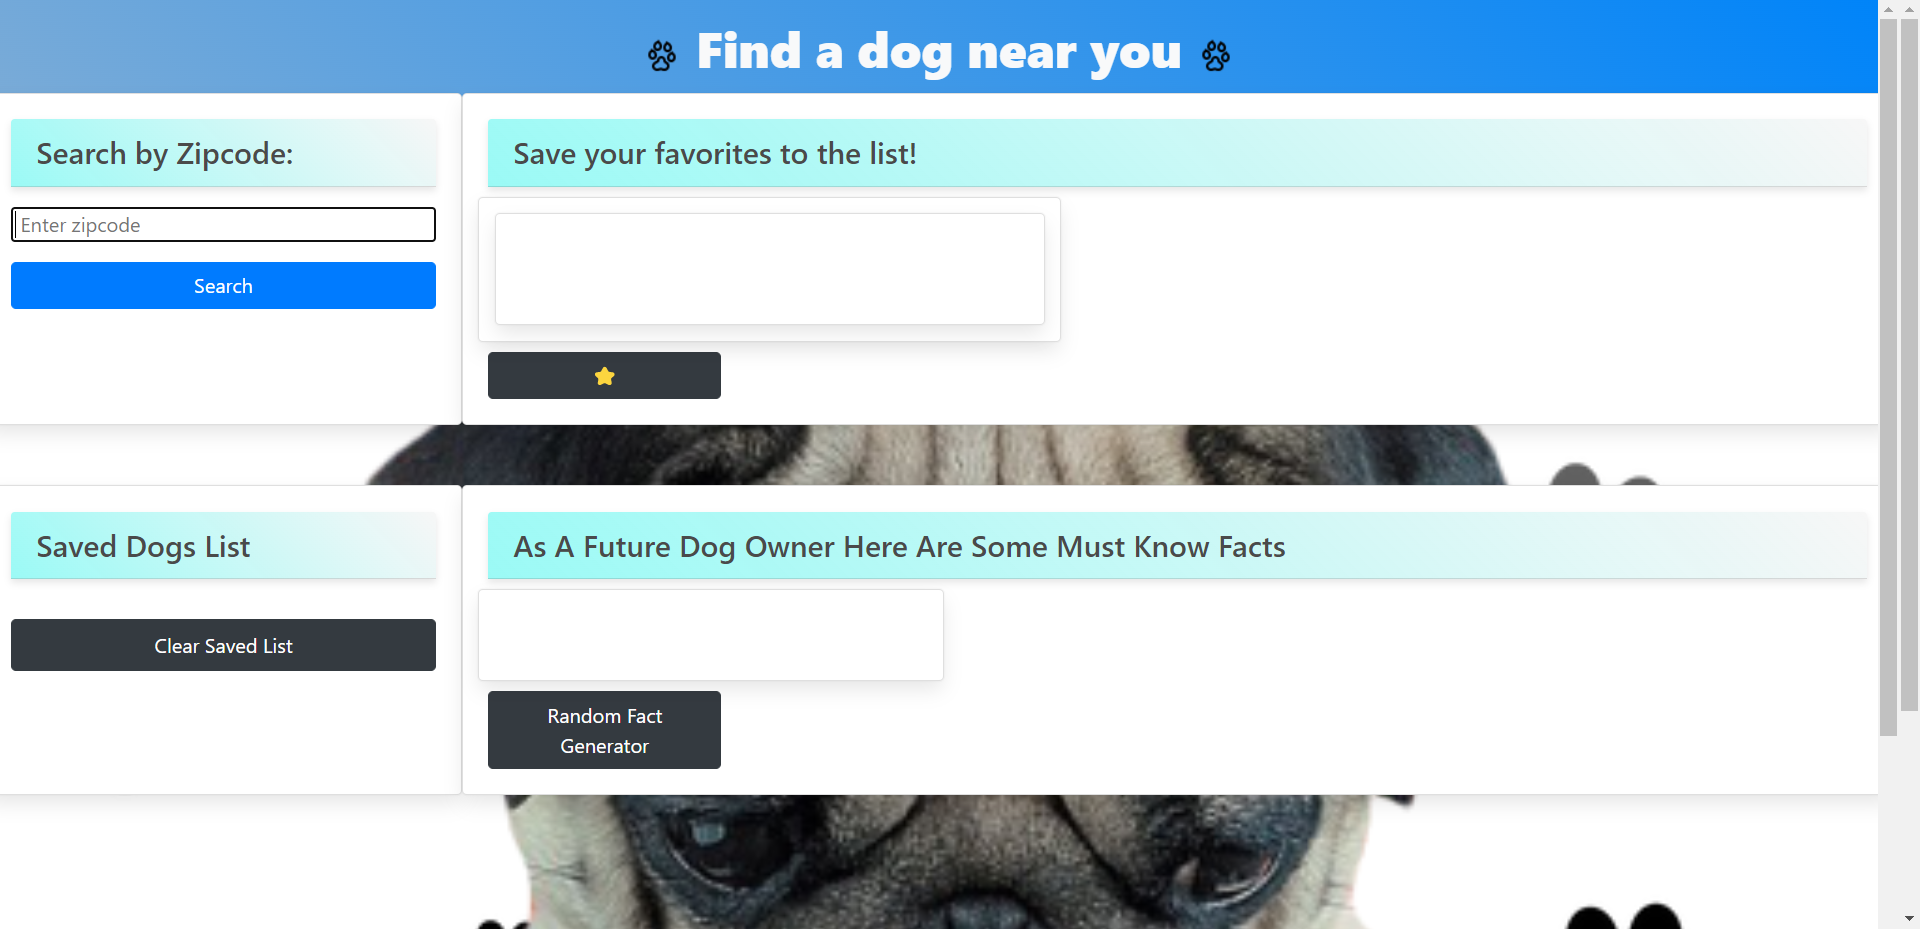 Find a dog near you
Search by Zipcode:
Enter zipcode
Search
Save your favorites to the list!
Saved Dogs List
Clear Saved List
As A Future Dog Owner Here Are Some Must Know Facts
Random Fact
Generator